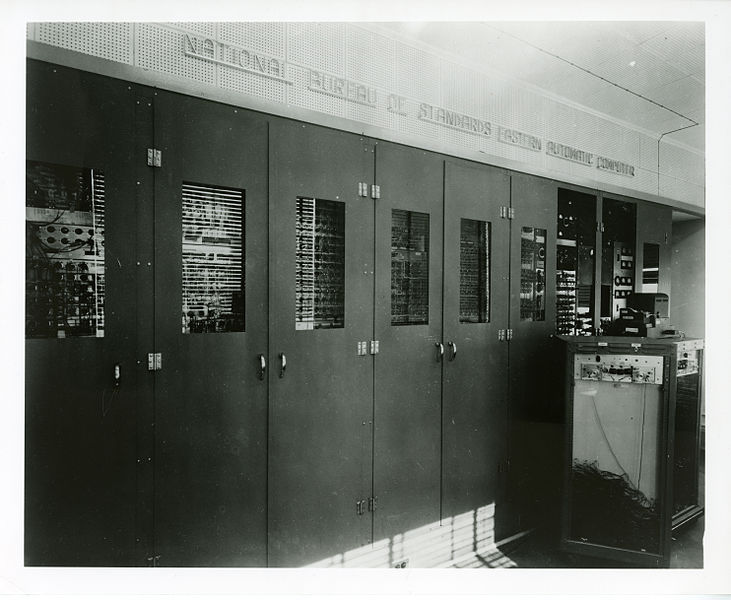 NATIONAL BUREAU OF STANDARDS EASTERN AUTOMATIC COMPUTER